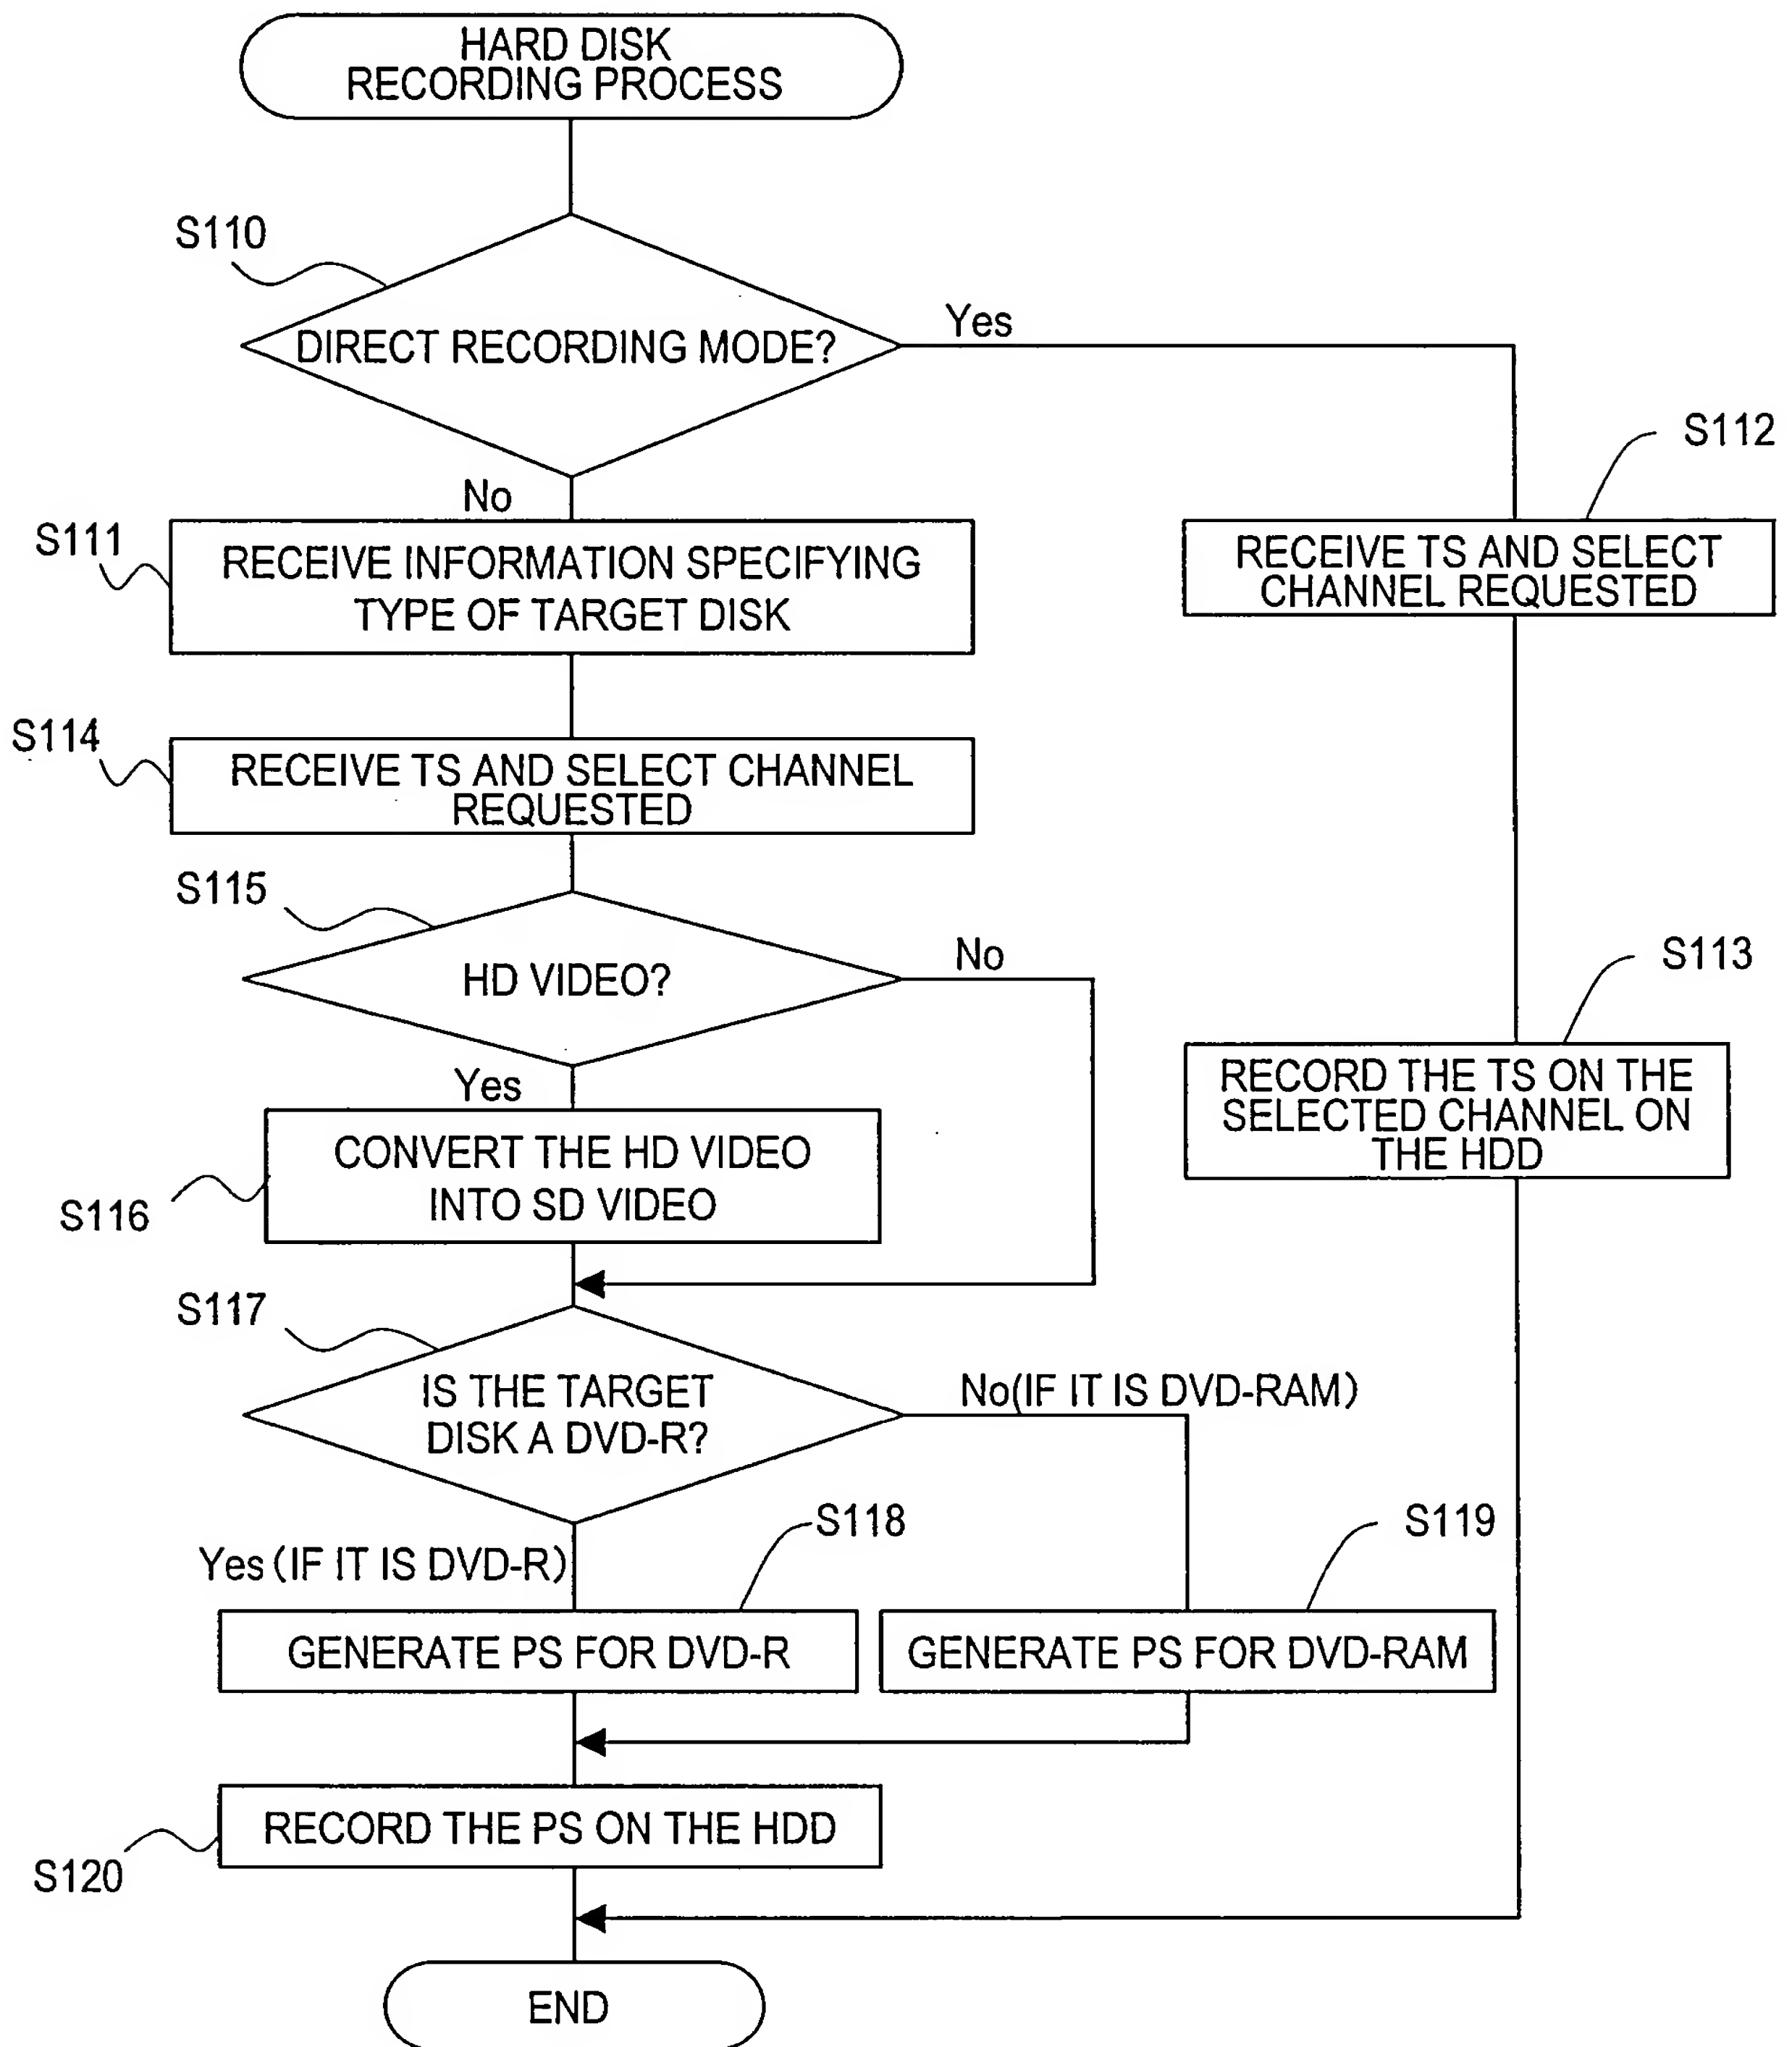 HARD DISK
RECORDING PROCESS
S110
DIRECT RECORDING MODE?
Yes
S112
No
S111
RECEIVE INFORMATION SPECIFYING
TYPE OF TARGET DISK
RECEIVE TS AND SELECT
CHANNEL REQUESTED
S114
RECEIVE TS AND SELECT CHANNEL
REQUESTED
S115
HD VIDEO?
No
S113
RECORD THE TS ON THE
SELECTED CHANNEL ON
THE HDD
Yes
CONVERT THE HD VIDEO
INTO SD VIDEO
S116
S117
IS THE TARGET
DISK A DVD-R?
No(IF IT IS DVD-RAM)
S118
S119
Yes(IF IT IS DVD-R)
GENERATE PS FOR DVD-R
GENERATE PS FOR DVD-RAM
RECORD THE PS ON THE HDD
S120
END